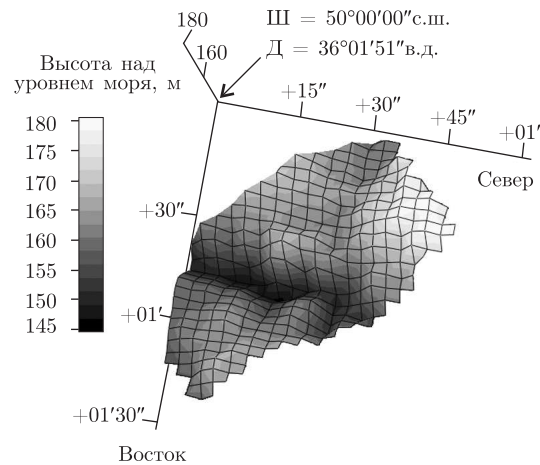 180
160
Ш = 50°00′00″с.ш.
Д = 36°01′51″в.д.
Высота над
уровнем моря, м
180
175
170
165
160
155
150
145
+15″
+30″
+45″
+01′
Север
+30″
+01′
+01′30″
Восток